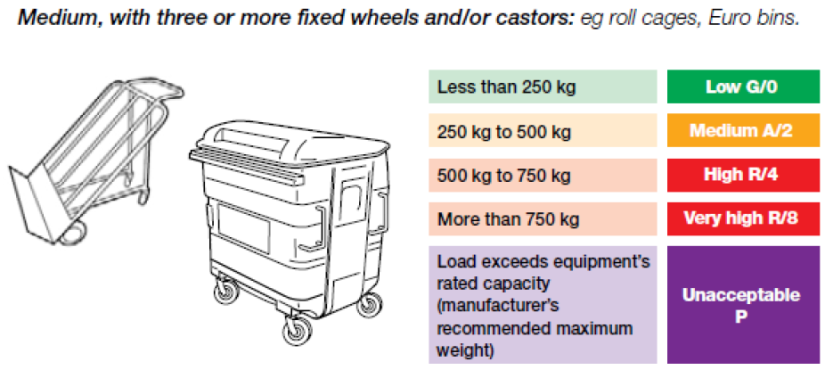 Medium, with three or more fixed wheels and/or castors: eg roll cages, Euro bins.
Less than 250 kg
Low G/0
250 kg to 500 kg
Medium A/2
500 kg to 750 kg
High R/4
More than 750 kg
Very high R/8
Load exceeds equipment's
rated capacity
(manufacturer's
recommended maximum
weight)
Unacceptable
P